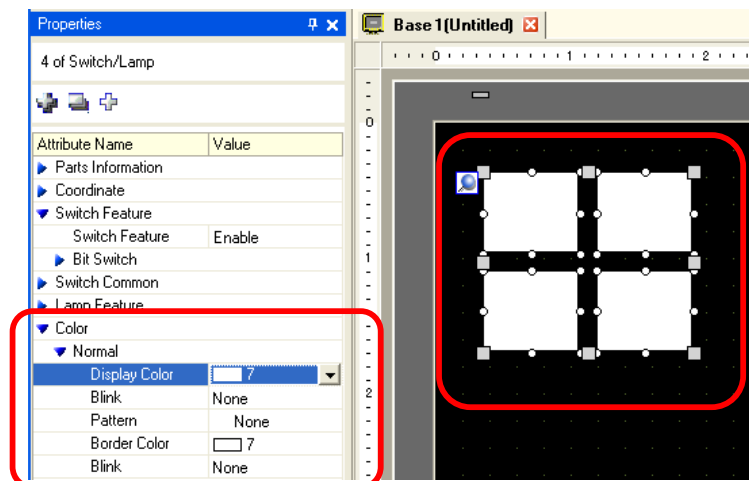 Properties
4 of Switch/Lamp
Attribute Name Value
Parts Information
Coordinate
Switch Feature
Switch Feature Enable
Bit Switch
Switch Common
Lamp Feature
Color
Normal
Display Color 7
Blink None
Pattern None
Border Color 7
Blink None
Base 1(Untitled)
0 1 2
0
1
2